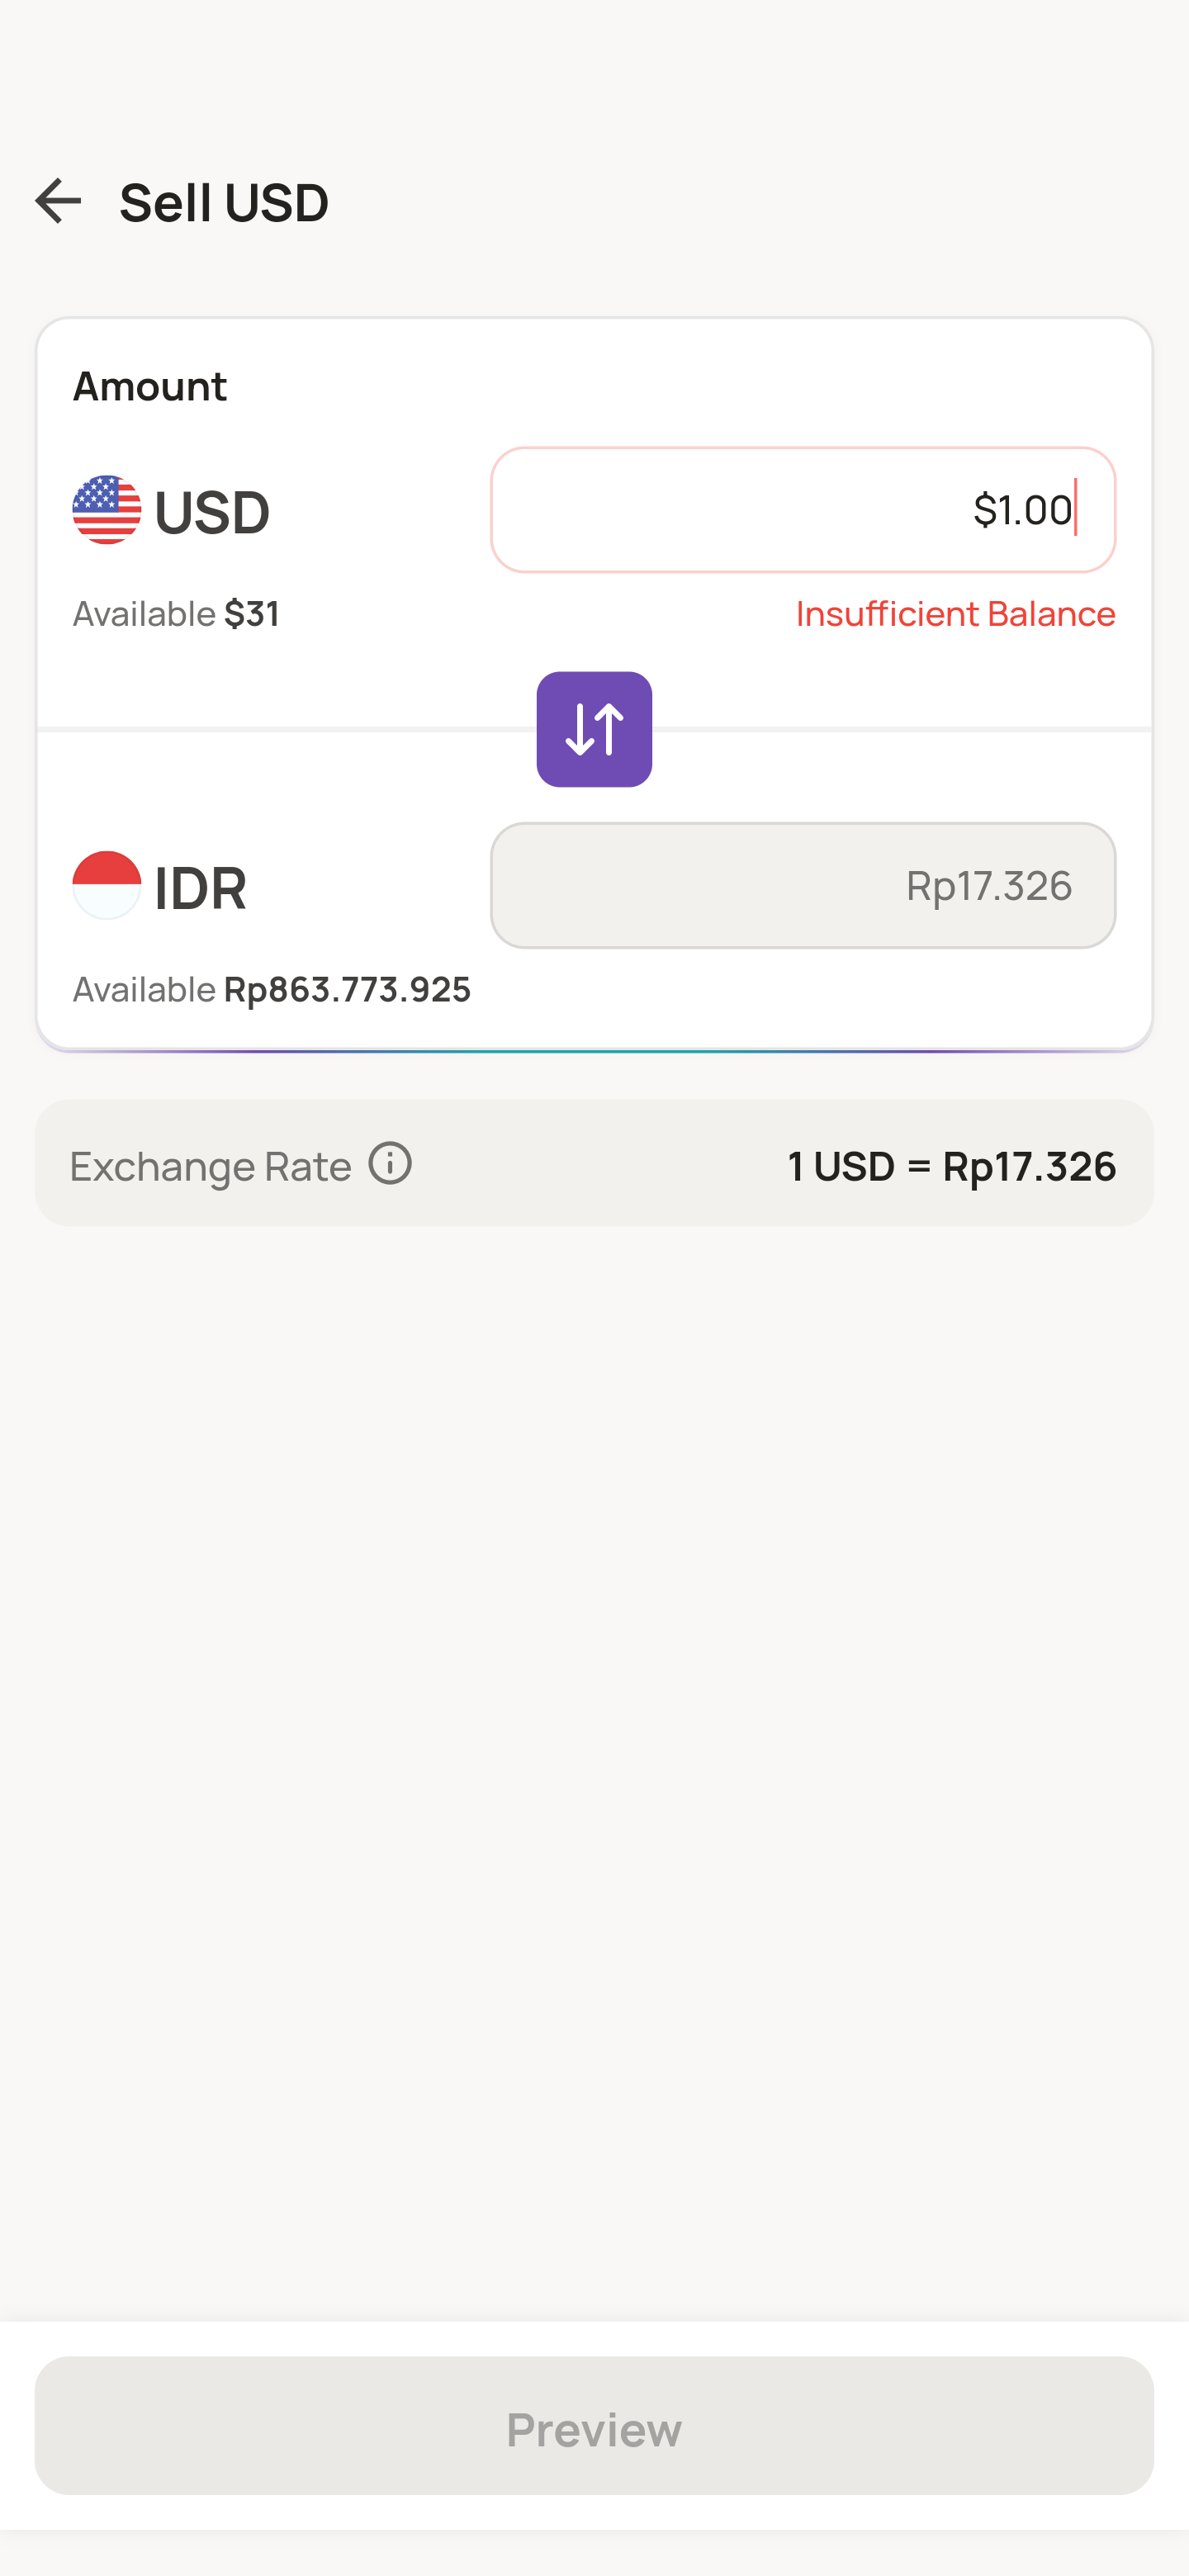 Sell USD
Amount
USD
$1.00
Available $31
Insufficient Balance
IDR
Rp17.326
Available Rp863.773.925
Exchange Rate
1 USD = Rp17.326
Preview